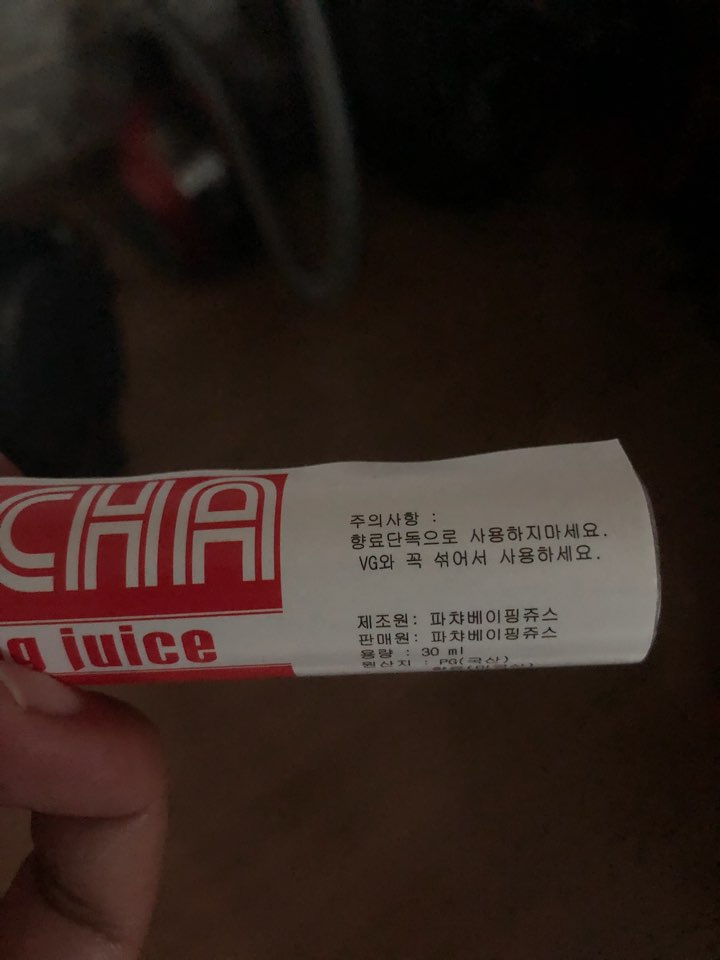 CHA
g juice
주의사항 :
향료단독으로 사용하지마세요.
VG와 꼭 섞어서 사용하세요.
제조원: 파챠베이핑쥬스
판매원: 파챠베이핑쥬스
용량 : 30 ml
원산지 : PG(국산)